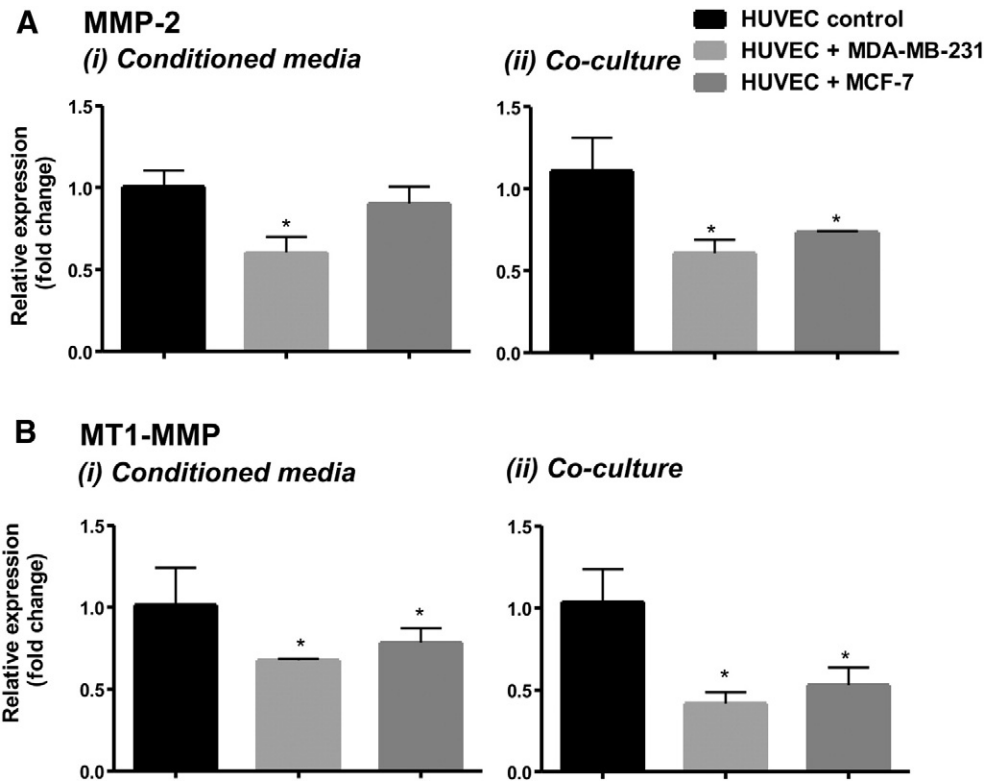 A MMP-2
(i) Conditioned media
(ii) Co-culture
HUVEC control
HUVEC + MDA-MB-231
HUVEC + MCF-7
Relative expression
(fold change)
1.5
1.0
0.5
0.0
*
1.5
1.0
0.5
0.0
*
*
B MT1-MMP
(i) Conditioned media
(ii) Co-culture
Relative expression
(fold change)
1.5
1.0
0.5
0.0
*
*
1.5
1.0
0.5
0.0
*
*